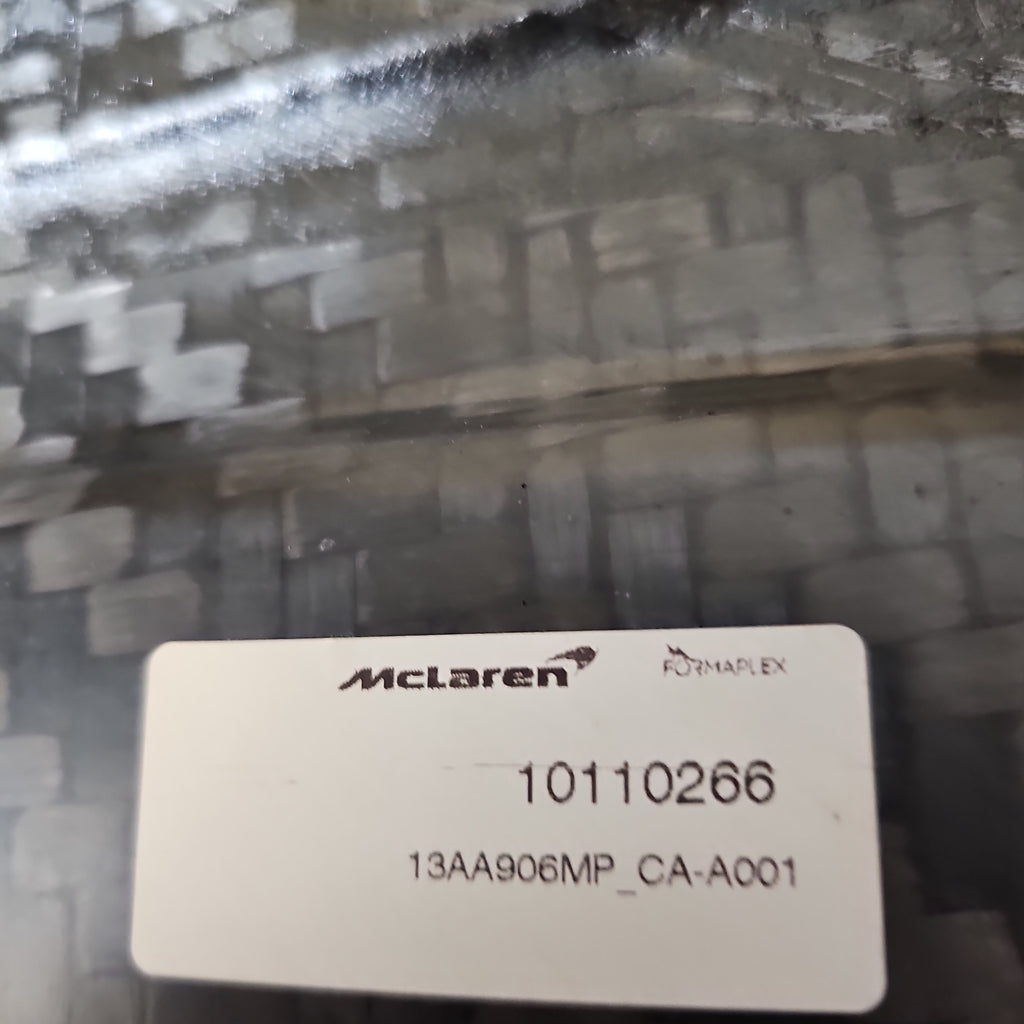 McLaren FORMAPLEX
10110266
13AA906MP_CA-A001